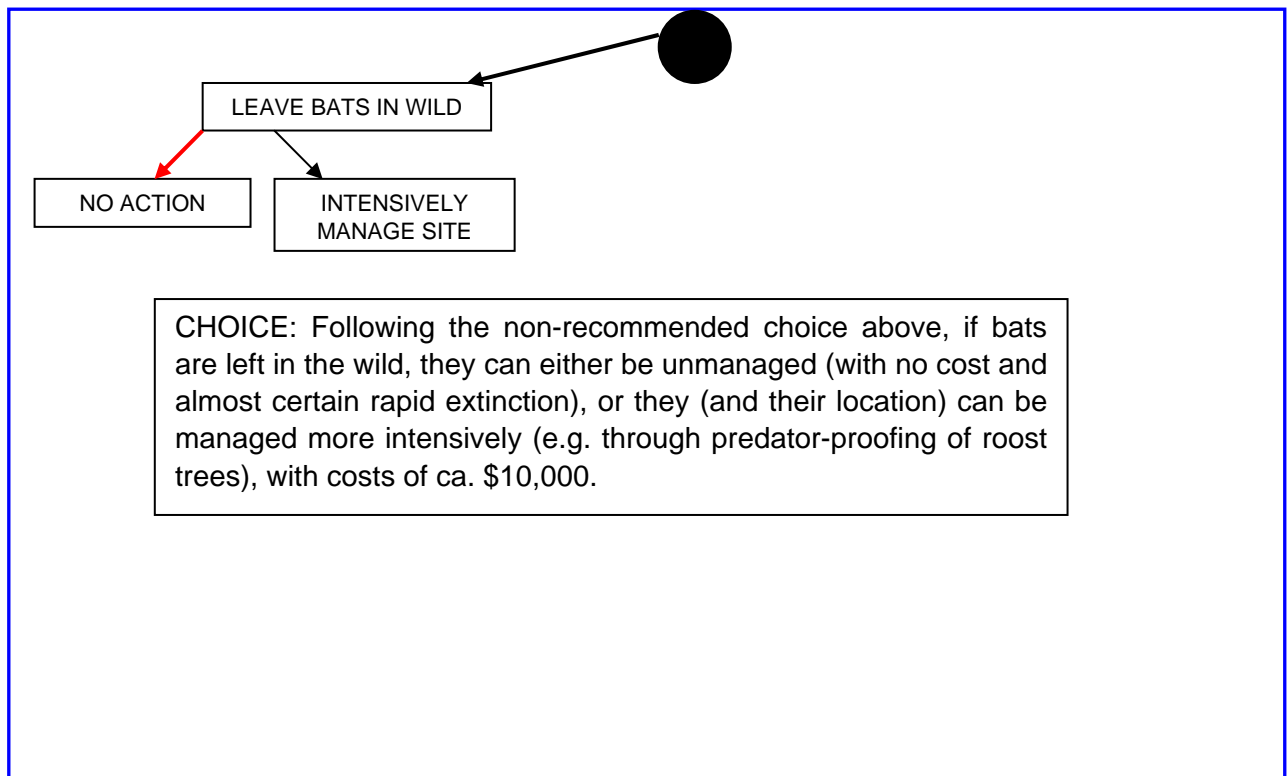 LEAVE BATS IN WILD
NO ACTION
INTENSIVELY
MANAGE SITE
CHOICE: Following the non-recommended choice above, if bats
are left in the wild, they can either be unmanaged (with no cost and
almost certain rapid extinction), or they (and their location) can be
managed more intensively (e.g. through predator-proofing of roost
trees), with costs of ca. $10,000.